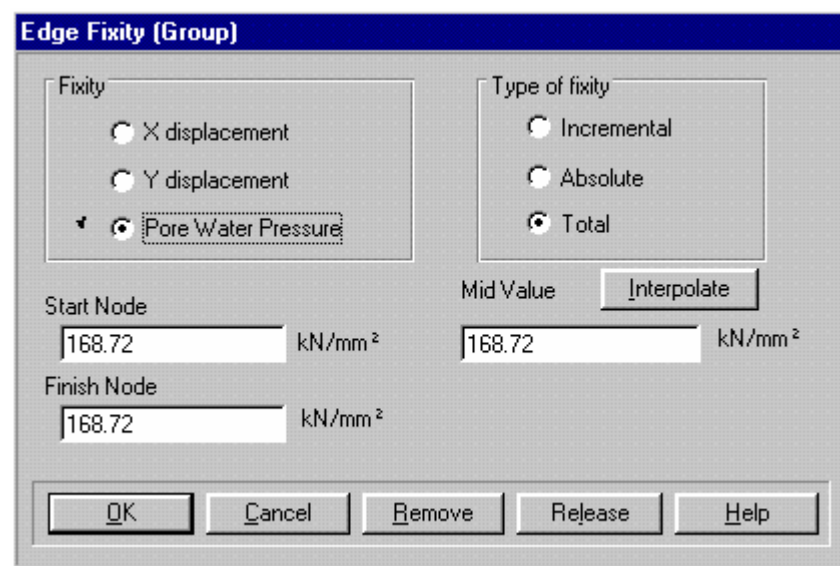 Edge Fixity (Group)
Fixity
X displacement
Y displacement
Pore Water Pressure
Type of fixity
Incremental
Absolute
Total
Start Node
168.72 kN/mm²
Finish Node
168.72 kN/mm²
Mid Value Interpolate
168.72 kN/mm²
OK Cancel Remove Release Help